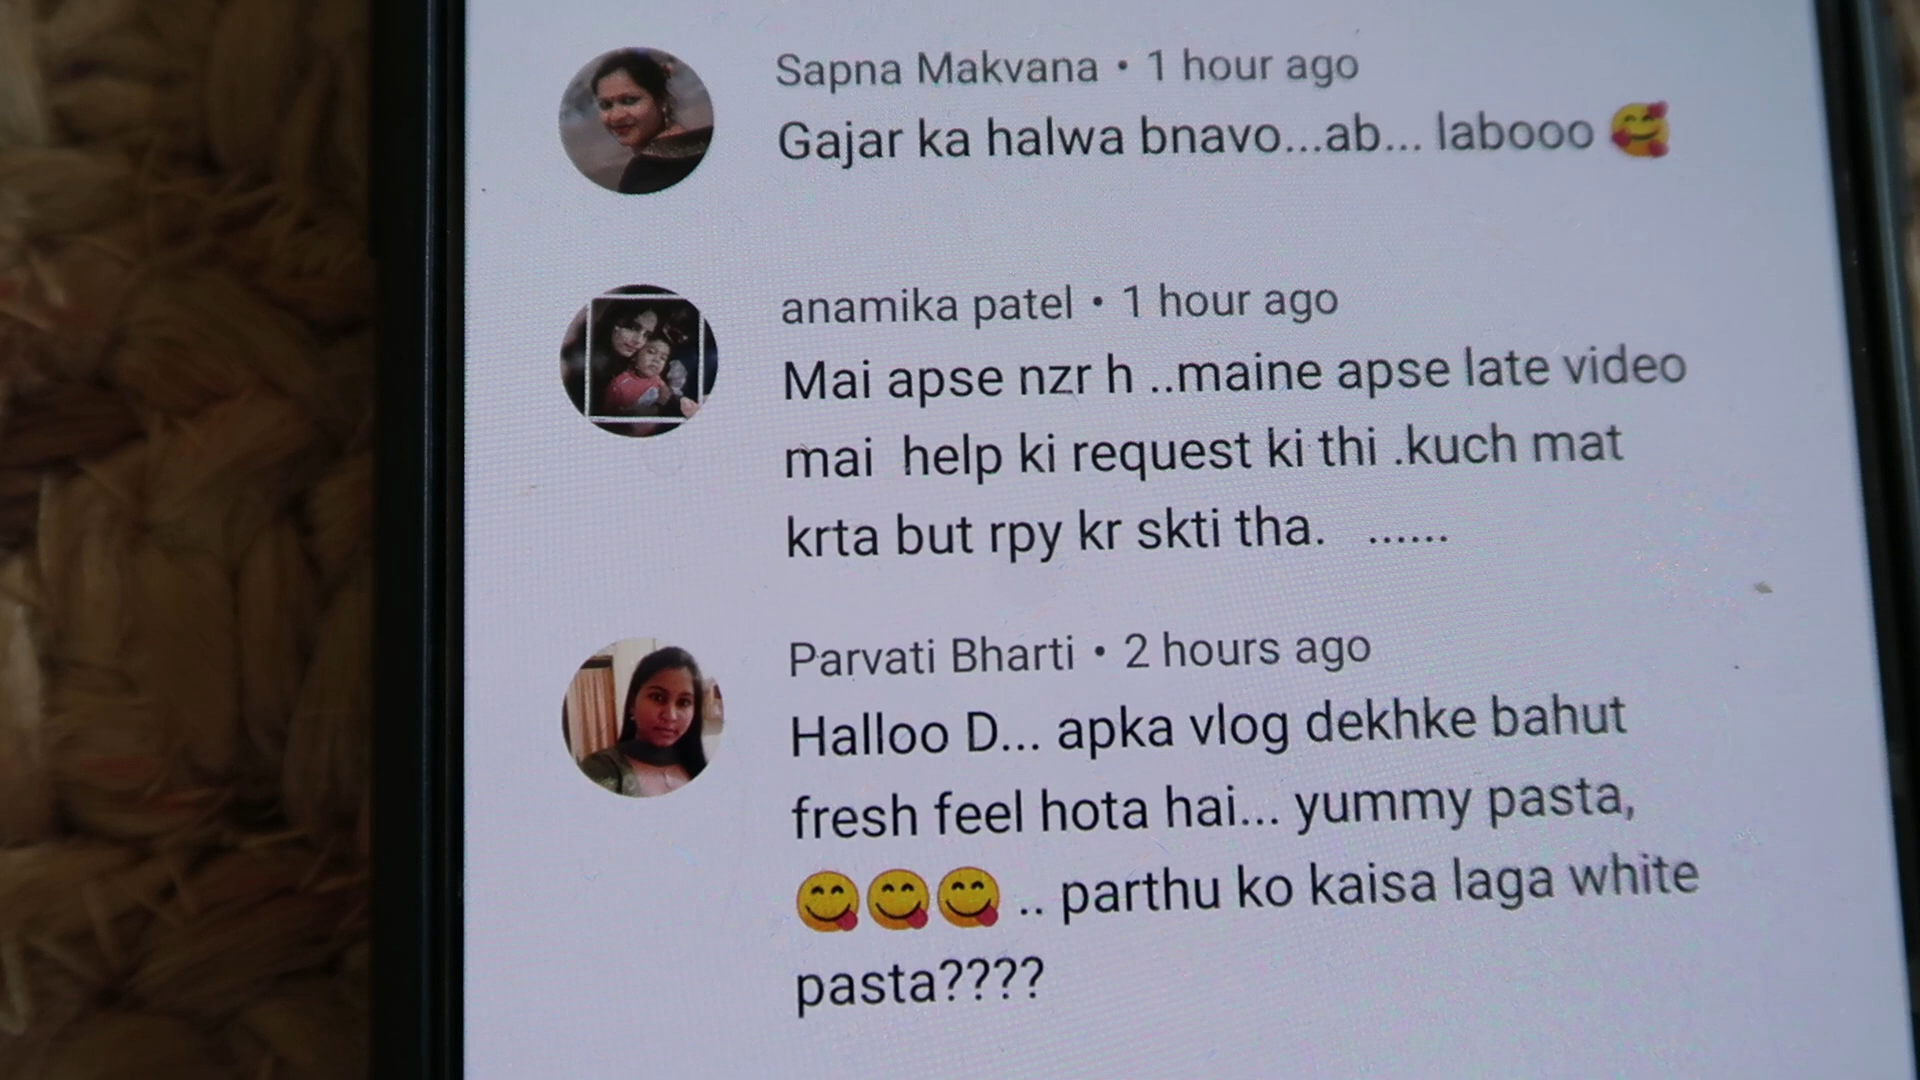 Sapna Makvana • 1 hour ago
Gajar ka halwa bnavo...ab... labooo 🥰
anamika patel • 1 hour ago
Mai apse nzr h ..maine apse late video
mai help ki request ki thi .kuch mat
krta but rpy kr skti tha. ......
Parvati Bharti • 2 hours ago
Halloo D... apka vlog dekhke bahut
fresh feel hota hai... yummy pasta,
😋😋😋 .. parthu ko kaisa laga white
pasta????